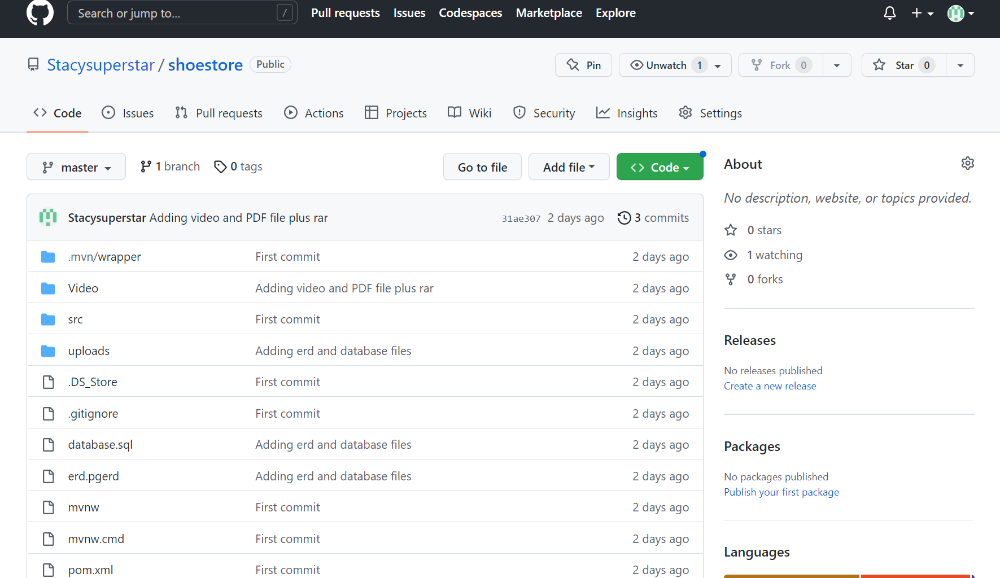 Search or jump to... / Pull requests Issues Codespaces Marketplace Explore
Stacysuperstar / shoestore Public Pin Unwatch 1 Fork 0 Star 0
Code Issues Pull requests Actions Projects Wiki Security Insights Settings
master 1 branch 0 tags Go to file Add file Code
Stacysuperstar Adding video and PDF file plus rar 31ae307 2 days ago 3 commits
.mvn/wrapper First commit 2 days ago
Video Adding video and PDF file plus rar 2 days ago
src First commit 2 days ago
uploads Adding erd and database files 2 days ago
.DS_Store First commit 2 days ago
.gitignore First commit 2 days ago
database.sql Adding erd and database files 2 days ago
erd.pgerd Adding erd and database files 2 days ago
mvnw First commit 2 days ago
mvnw.cmd First commit 2 days ago
pom.xml First commit 2 days ago
About
No description, website, or topics provided.
0 stars
1 watching
0 forks
Releases
No releases published
Create a new release
Packages
No packages published
Publish your first package
Languages